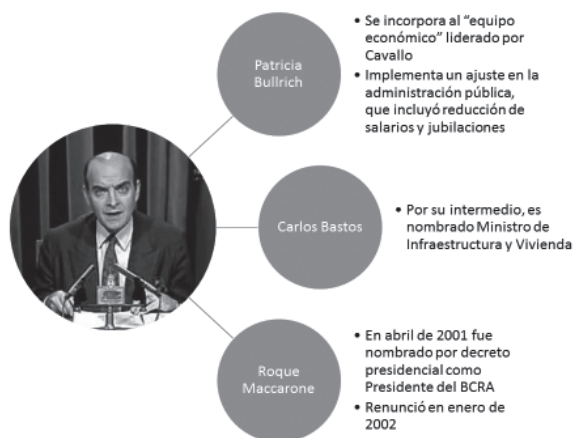 Patricia
Bullrich
• Se incorpora al “equipo
económico” liderado por
Cavallo
• Implementa un ajuste en la
administración pública,
que incluyó reducción de
salarios y jubilaciones
Carlos Bastos
• Por su intermedio, es
nombrado Ministro de
Infraestructura y Vivienda
Roque
Maccarone
• En abril de 2001 fue
nombrado por decreto
presidencial como
Presidente del BCRA
• Renunció en enero de
2002